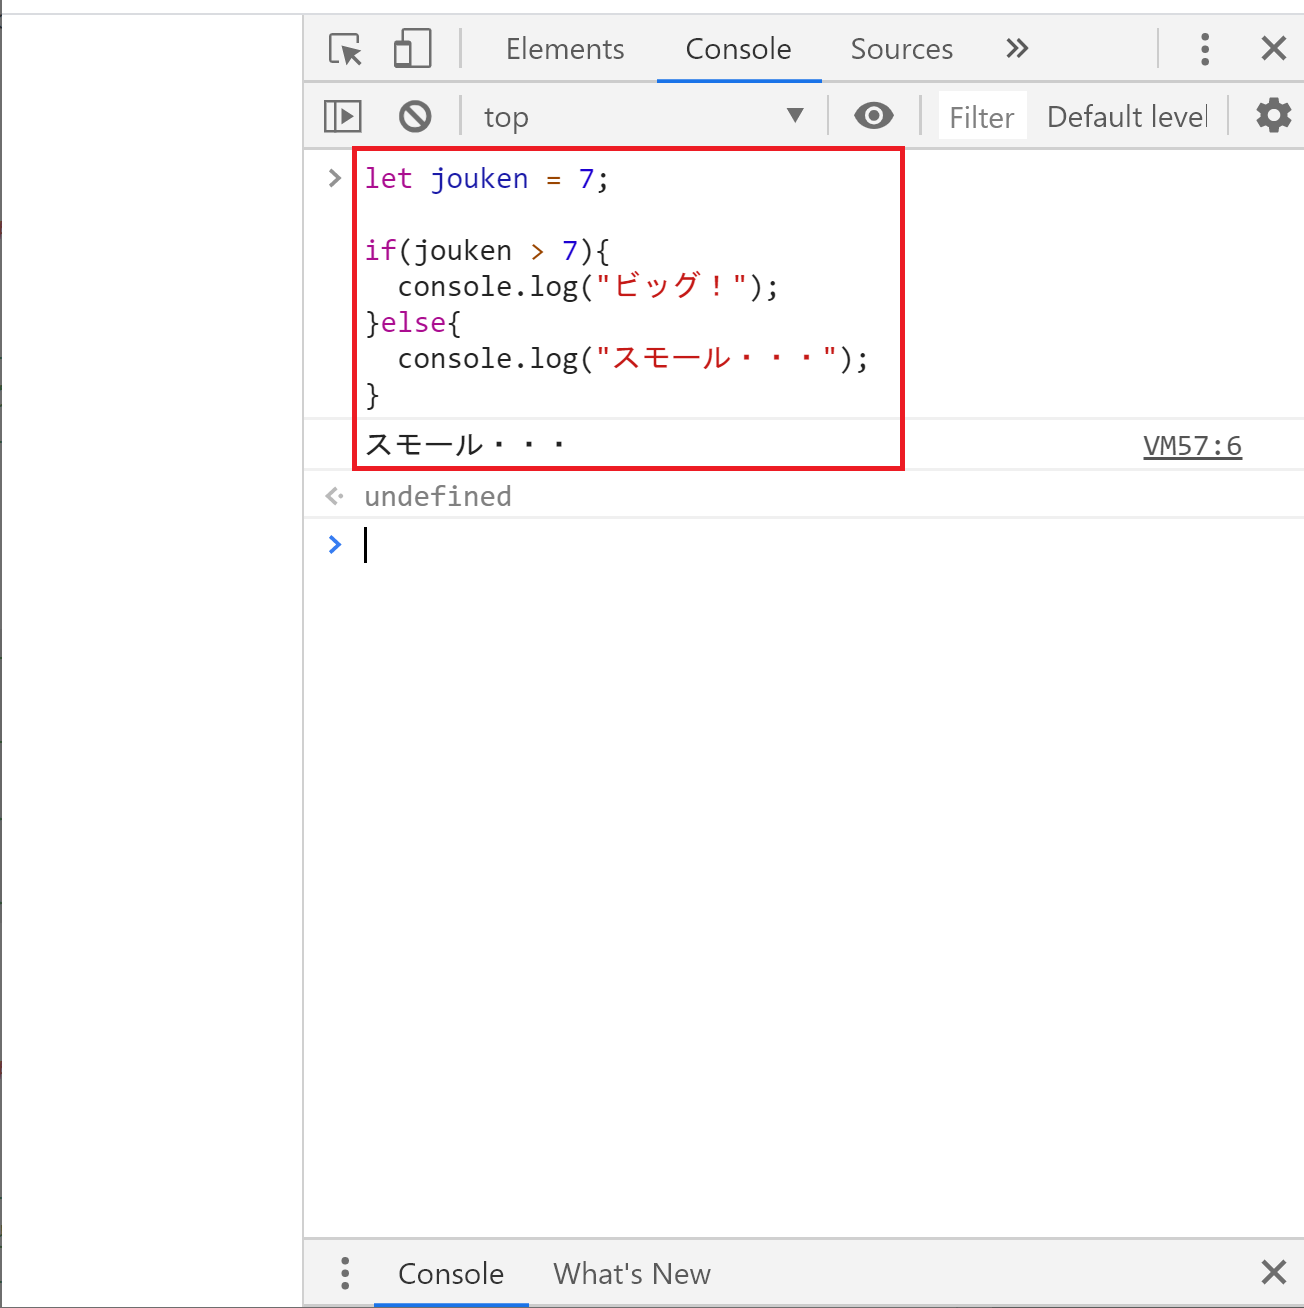 Elements Console Sources
top Filter Default level
let jouken = 7;
if(jouken > 7){
console.log("ビッグ！");
}else{
console.log("スモール・・・");
}
スモール・・・ VM57:6
undefined
Console What's New